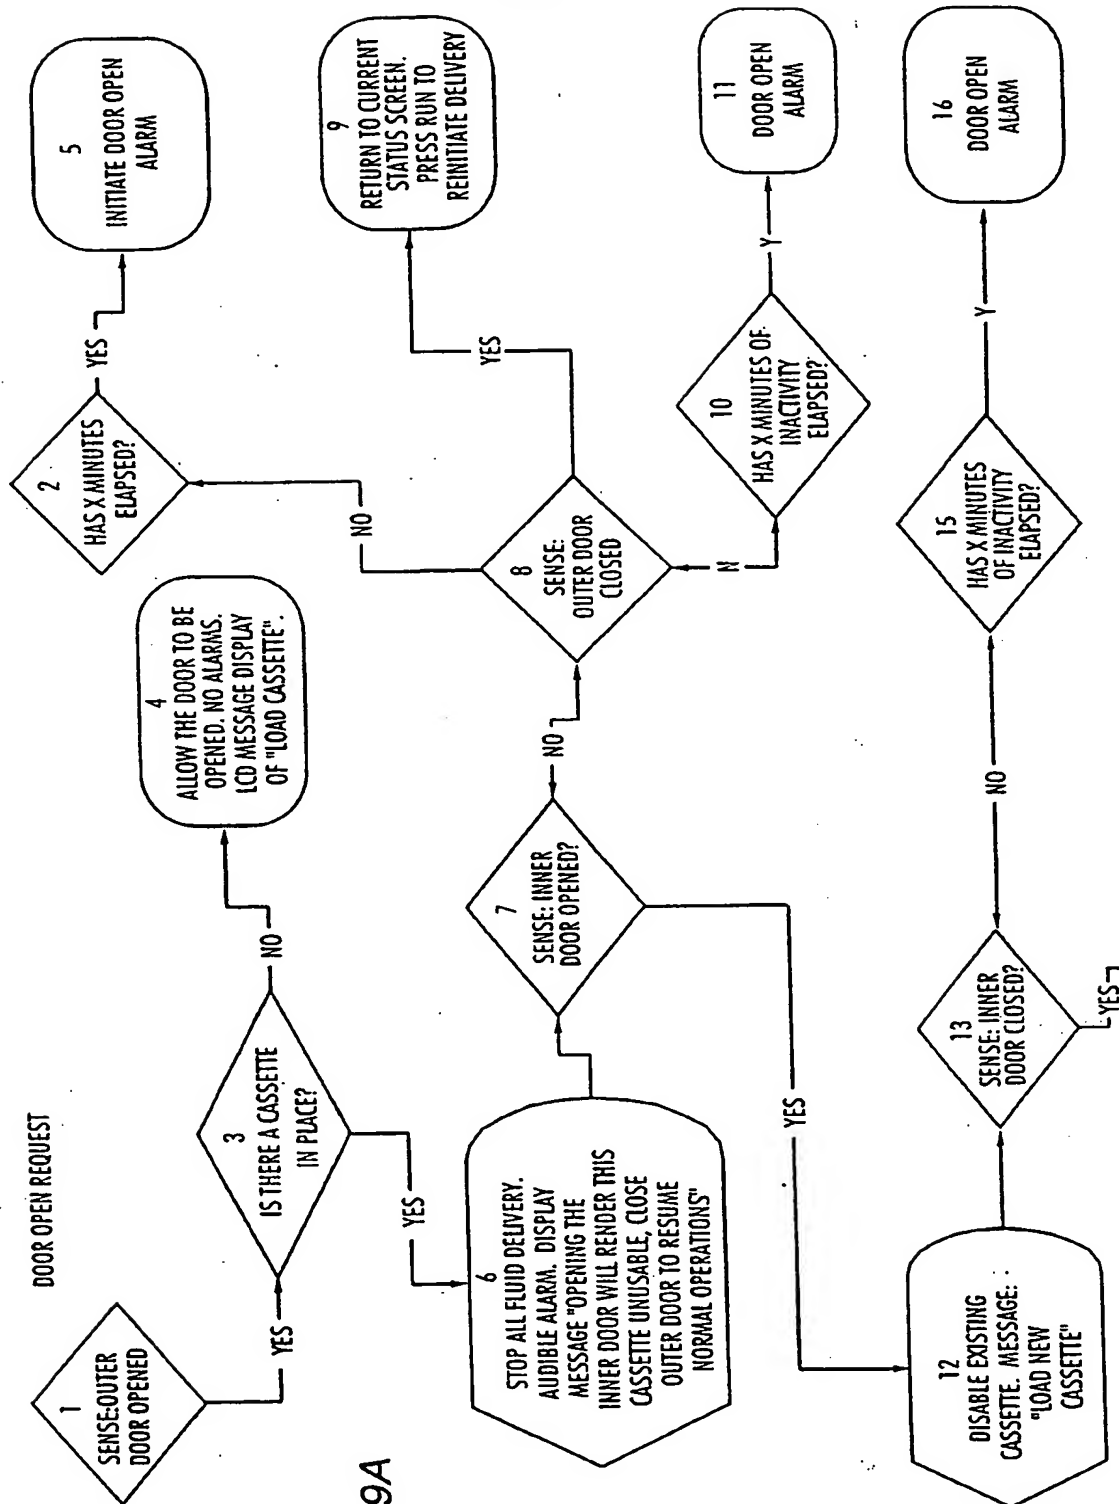 DOOR OPEN REQUEST
1
SENSE:OUTER
DOOR OPENED
YES
3
IS THERE A CASSETTE
IN PLACE?
NO
4
ALLOW THE DOOR TO BE
OPENED. NO ALARMS.
LCD MESSAGE DISPLAY
OF "LOAD CASSETTE".
2
HAS X MINUTES
ELAPSED?
YES
5
INITIATE DOOR OPEN
ALARM
YES
6
STOP ALL FLUID DELIVERY.
AUDIBLE ALARM. DISPLAY
MESSAGE "OPENING THE
INNER DOOR WILL RENDER THIS
CASSETTE UNUSABLE, CLOSE
OUTER DOOR TO RESUME
NORMAL OPERATIONS"
7
SENSE: INNER
DOOR OPENED?
NO
8
SENSE:
OUTER DOOR
CLOSED
NO
YES
9
RETURN TO CURRENT
STATUS SCREEN.
PRESS RUN TO
REINITIATE DELIVERY
N
10
HAS X MINUTES OF
INACTIVITY
ELAPSED?
Y
11
DOOR OPEN
ALARM
YES
12
DISABLE EXISTING
CASSETTE. MESSAGE:
"LOAD NEW
CASSETTE"
13
SENSE: INNER
DOOR CLOSED?
YES
NO
15
HAS X MINUTES
OF INACTIVITY
ELAPSED?
Y
16
DOOR OPEN
ALARM
9A